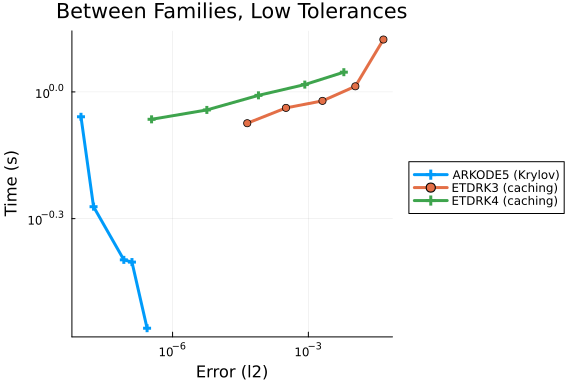 Between Families, Low Tolerances
Time (s)
10^0.0
10^-0.3
10^-6
10^-3
Error (l2)
ARKODE5 (Krylov)
ETDRK3 (caching)
ETDRK4 (caching)